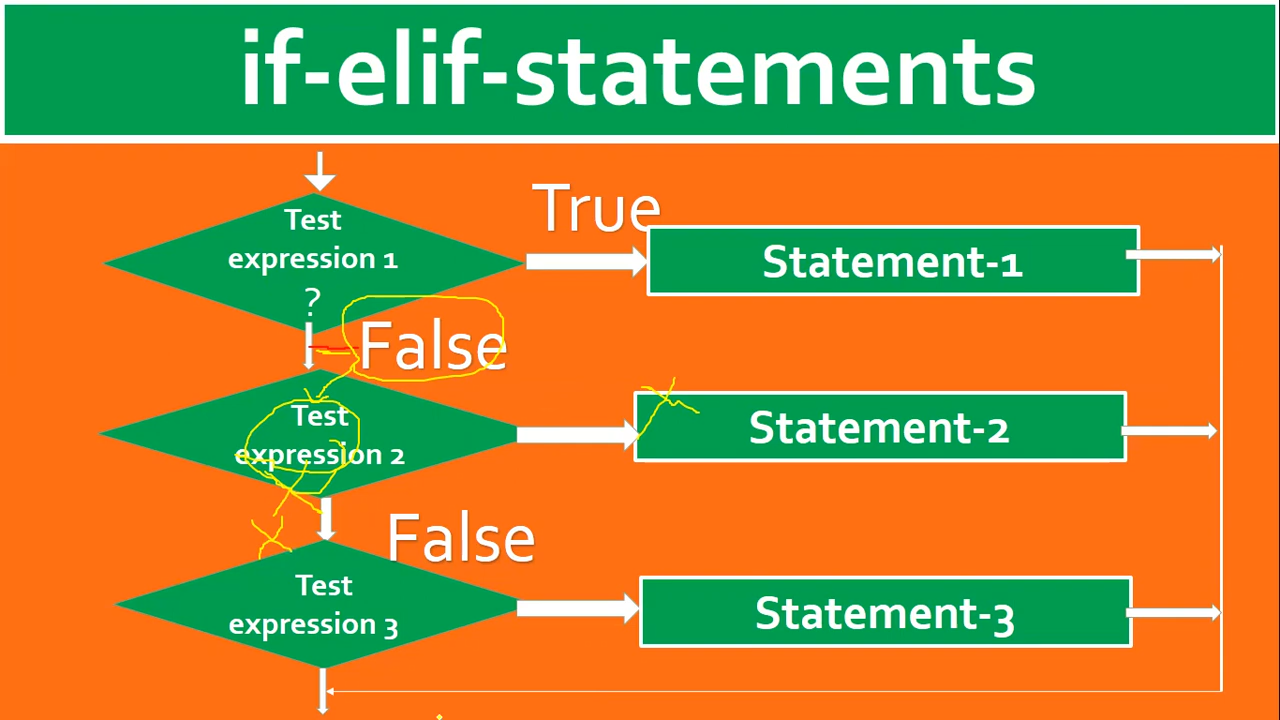 if-elif-statements
True
Test
expression 1
?
Statement-1
False
Test
expression 2
Statement-2
False
Test
expression 3
Statement-3